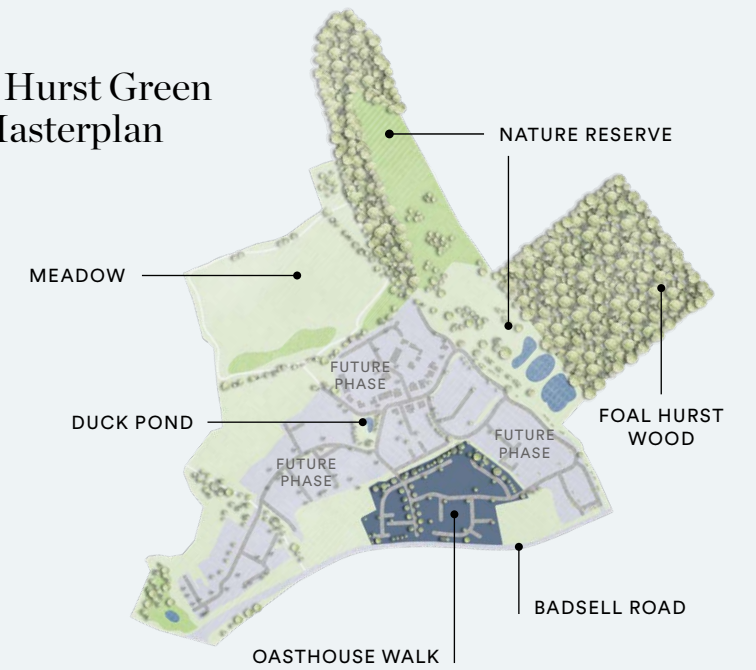 Hurst Green
asterplan
NATURE RESERVE
MEADOW
FUTURE
PHASE
DUCK POND
FOAL HURST
WOOD
FUTURE
PHASE
FUTURE
PHASE
BADSELL ROAD
OASTHOUSE WALK